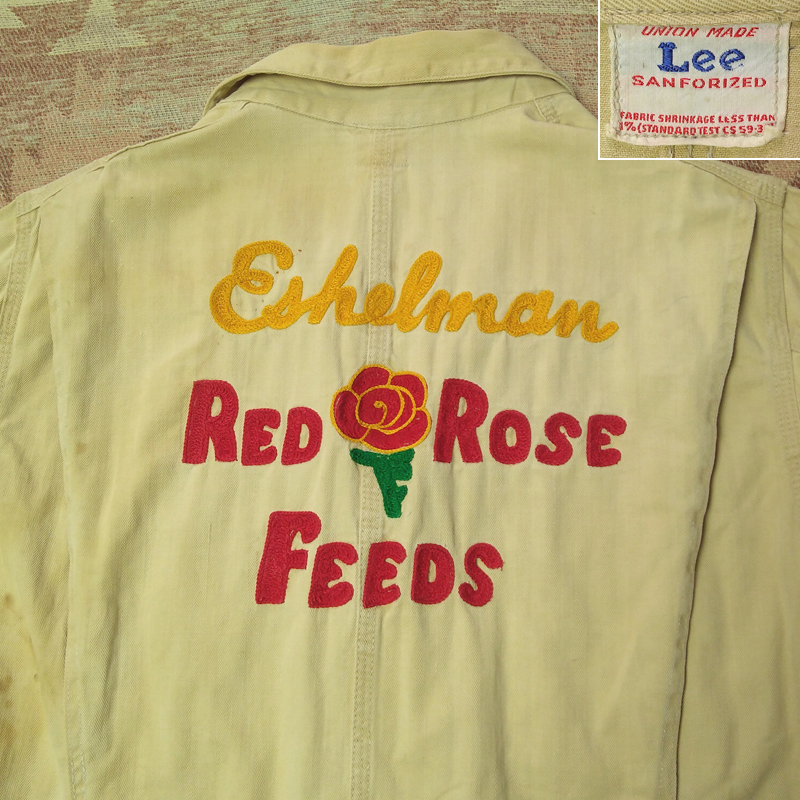 UNION MADE
Lee
SANFORIZED
FABRIC SHRINKAGE LESS THAN
1% (STANDARD TEST CS 59-3
Eshelman
RED ROSE
FEEDS